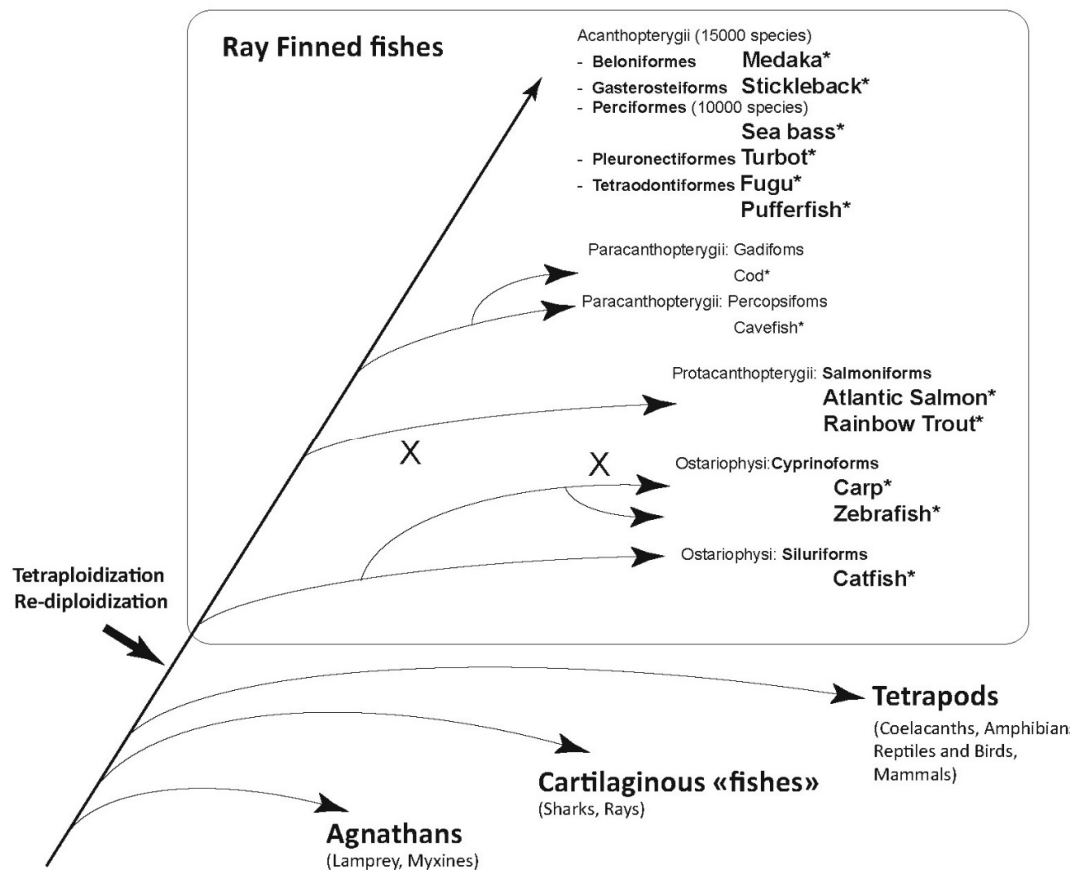 Ray Finned fishes
Acanthopterygii (15000 species)
- Beloniformes Medaka*
- Gasterosteiforms Stickleback*
- Perciformes (10000 species)
Sea bass*
- Pleuronectiformes Turbot*
- Tetraodontiformes Fugu*
Pufferfish*
Paracanthopterygii: Gadifoms
Cod*
Paracanthopterygii: Percopsifoms
Cavefish*
Protacanthopterygii: Salmoniforms
Atlantic Salmon*
Rainbow Trout*
X
X
Ostariophysi:Cyprinoforms
Carp*
Zebrafish*
Ostariophysi: Siluriforms
Catfish*
Tetraploidization
Re-diploidization
Tetrapods
(Coelacanths, Amphibians
Reptiles and Birds,
Mammals)
Cartilaginous «fishes»
(Sharks, Rays)
Agnathans
(Lamprey, Myxines)